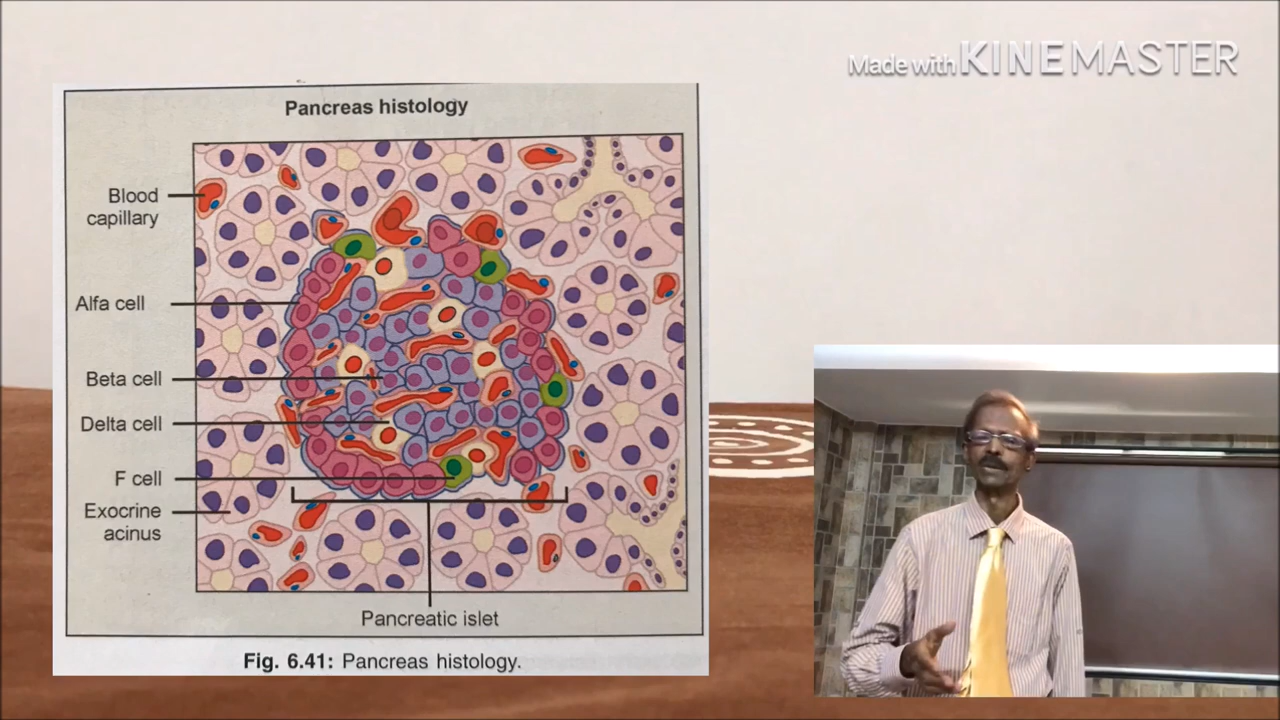 Made with KINEMASTER
Pancreas histology
Blood
capillary
Alfa cell
Beta cell
Delta cell
F cell
Exocrine
acinus
Pancreatic islet
Fig. 6.41: Pancreas histology.